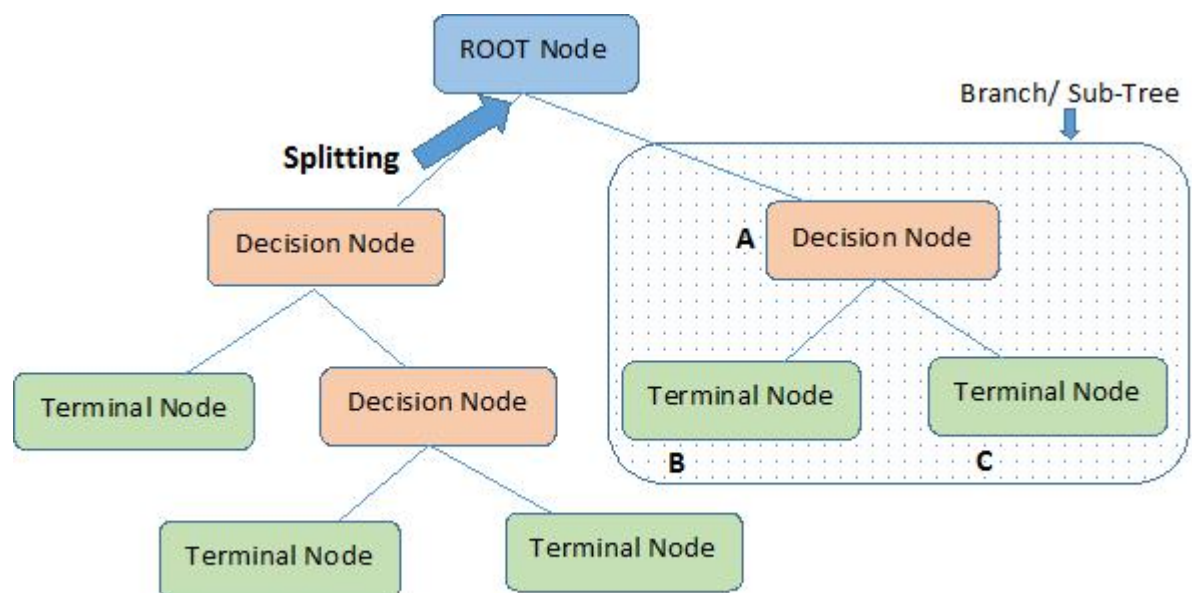 ROOT Node
Branch/ Sub-Tree
Splitting
Decision Node
A
Decision Node
Terminal Node
Decision Node
Terminal Node
Terminal Node
B
C
Terminal Node
Terminal Node